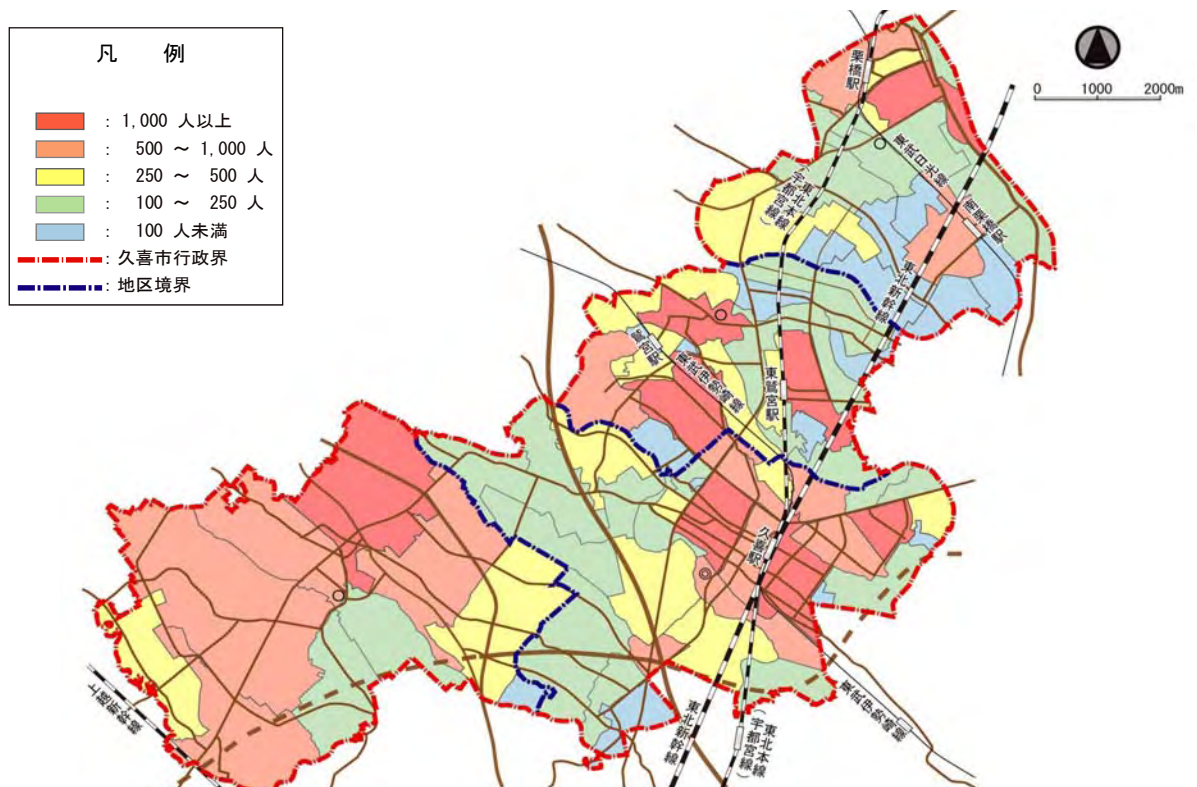 凡　例
: 1,000 人以上
: 500 ～ 1,000 人
: 250 ～ 500 人
: 100 ～ 250 人
: 100 人未満
: 久喜市行政界
: 地区境界
0 1000 2000m
栗橋駅
東武日光線
南栗橋駅
東北本線
(宇都宮線)
東北新幹線
鷲宮駅
東武伊勢崎線
東鷲宮駅
久喜駅
上越新幹線
東北新幹線
東北本線
(宇都宮線)
東武伊勢崎線